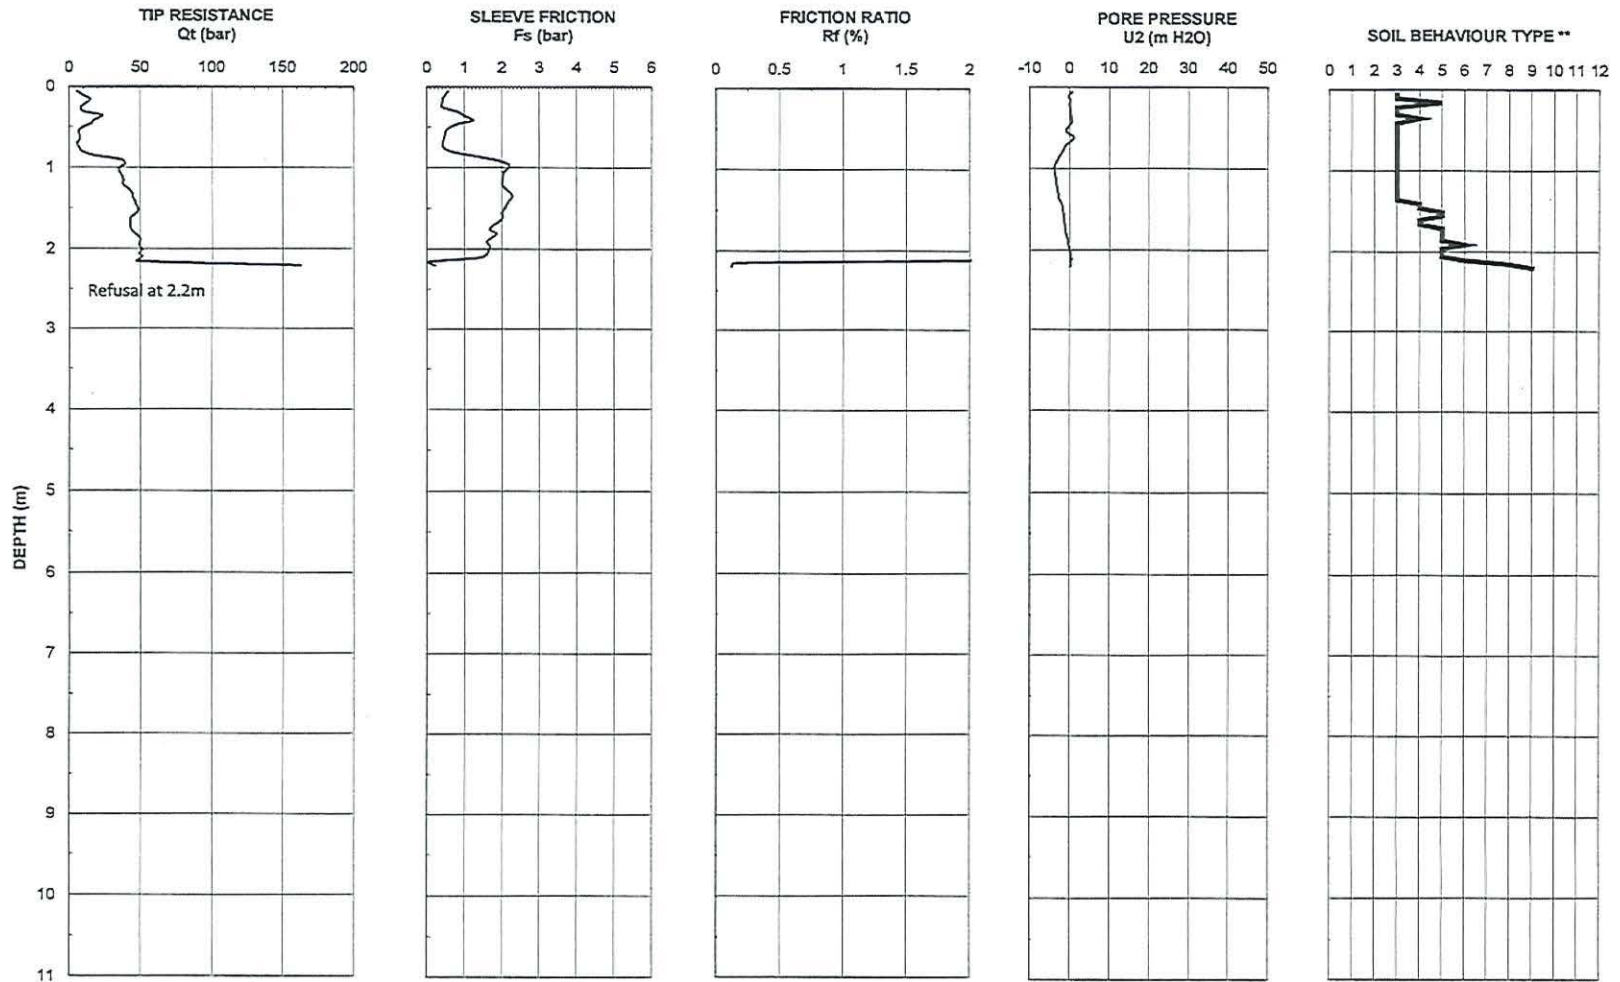 TIP RESISTANCE
Qt (bar)
0 50 100 150 200
SLEEVE FRICTION
Fs (bar)
0 1 2 3 4 5 6
FRICTION RATIO
Rf (%)
0 0.5 1 1.5 2
PORE PRESSURE
U2 (m H2O)
-10 0 10 20 30 40 50
SOIL BEHAVIOUR TYPE **
0 1 2 3 4 5 6 7 8 9 10 11 12
DEPTH (m)
0
1
2
Refusal at 2.2m
3
4
5
6
7
8
9
10
11